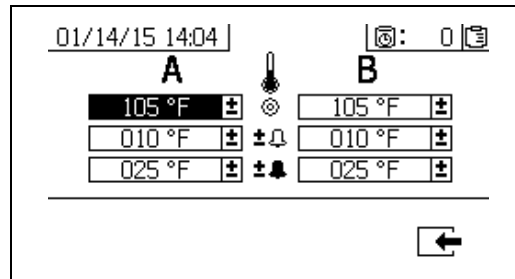 01/14/15 14:04 : 0
A B
105 °F ± 105 °F ±
010 °F ± ± 010 °F ±
025 °F ± ± 025 °F ±